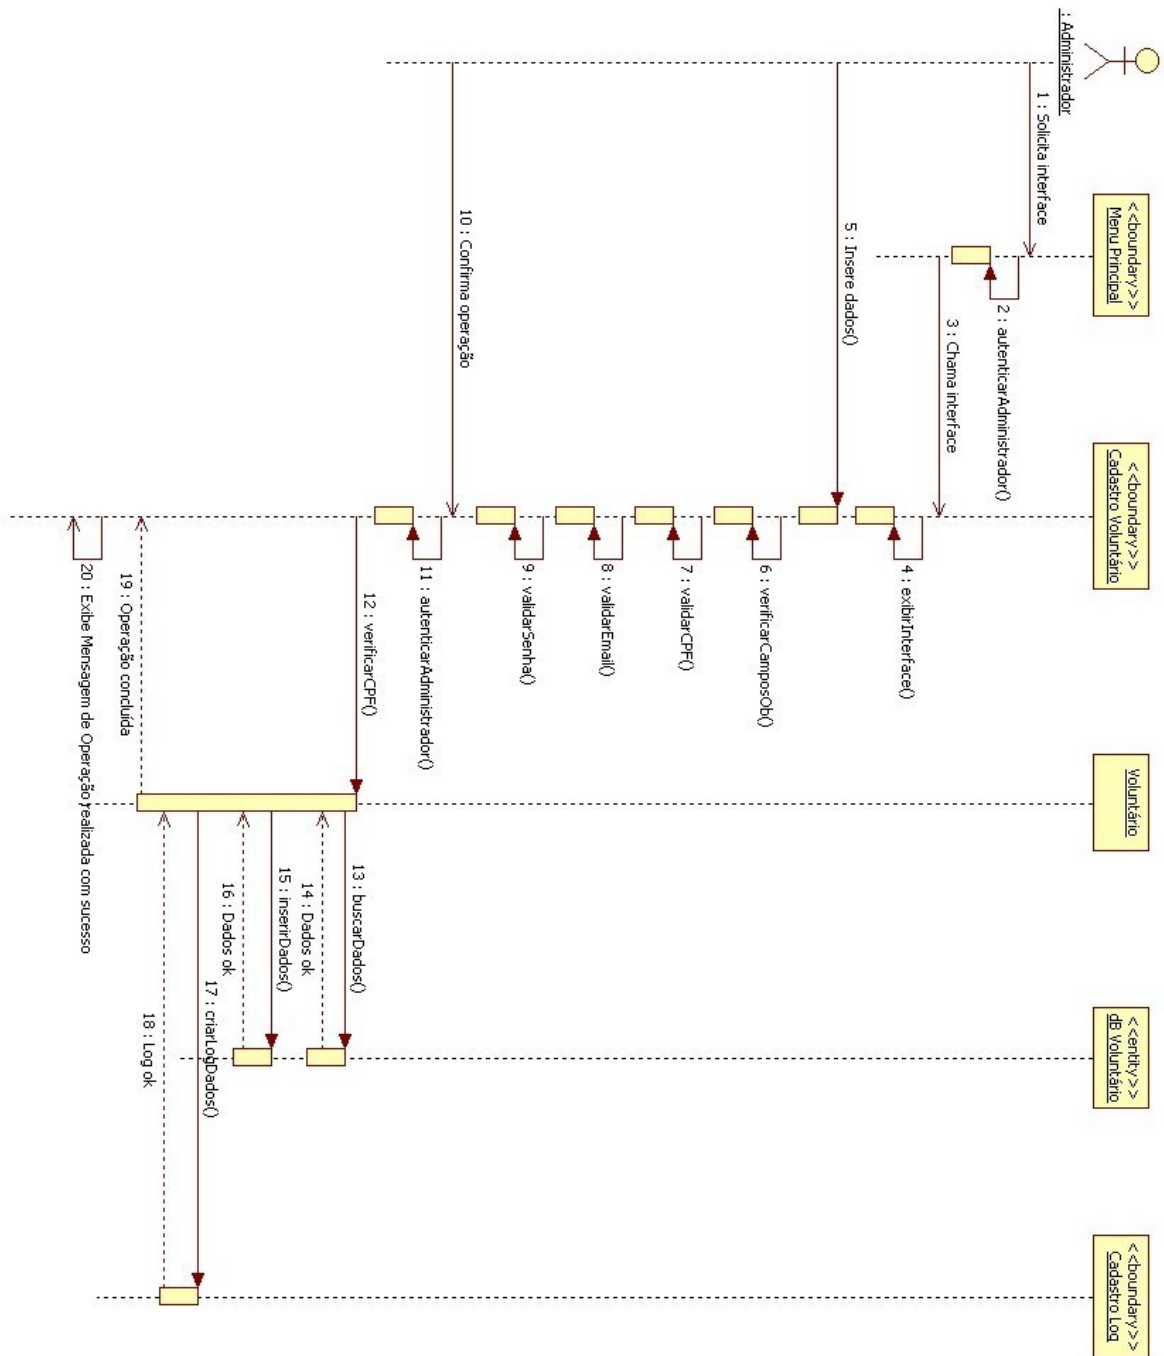 : Administrador
<<boundary>>
Menu Principal
<<boundary>>
Cadastro Voluntário
Voluntário
<<entity>>
dB Voluntário
<<boundary>>
Cadastro Log
1 : Solicita interface
2 : autenticarAdministrador()
3 : Chama interface
4 : exibirInterface()
5 : Insere dados()
6 : verificarCamposOb()
7 : validarCPF()
8 : validarEmail()
9 : validarSenha()
10 : Confirma operação
11 : autenticarAdministrador()
12 : verificarCPF()
13 : buscarDados()
14 : Dados ok
15 : inserirDados()
16 : Dados ok
17 : criarLogDados()
18 : Log ok
19 : Operação concluída
20 : Exibe Mensagem de Operação realizada com sucesso